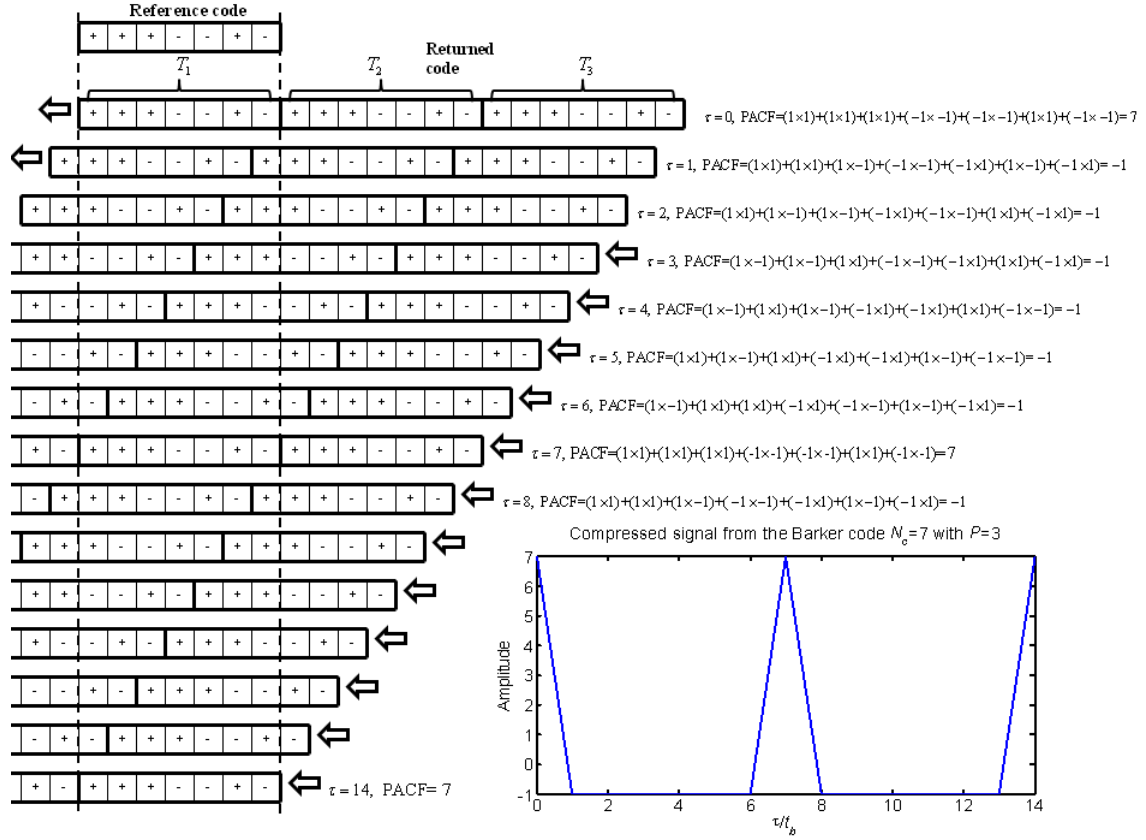 Reference code
+ + + - - + -
T1 T2 Returned code T3
+ + + - - + - + + + - - + - + + + - - + - τ=0, PACF=(1×1)+(1×1)+(1×1)+(−1×−1)+(−1×−1)+(1×1)+(−1×−1)=7
+ + + - - + - + + + - - + - + + + - - + - τ=1, PACF=(1×1)+(1×1)+(1×−1)+(−1×−1)+(−1×1)+(1×−1)+(−1×1)=−1
+ + + - - + - + + + - - + - + + + - - + - τ=2, PACF=(1×1)+(1×−1)+(1×−1)+(−1×1)+(−1×−1)+(1×1)+(−1×1)=−1
+ + - - + - + + + - - + - + + + - - + - τ=3, PACF=(1×−1)+(1×−1)+(1×1)+(−1×−1)+(−1×1)+(1×1)+(−1×1)=−1
+ - - + - + + + - - + - + + + - - + - τ=4, PACF=(1×−1)+(1×1)+(1×−1)+(−1×1)+(−1×1)+(1×1)+(−1×−1)=−1
- - + - + + + - - + - + + + - - + - τ=5, PACF=(1×1)+(1×−1)+(1×1)+(−1×1)+(−1×1)+(1×−1)+(−1×−1)=−1
- + - + + + - - + - + + + - - + - τ=6, PACF=(1×−1)+(1×1)+(1×1)+(−1×1)+(−1×−1)+(1×−1)+(−1×1)=−1
+ - + + + - - + - + + + - - + - τ=7, PACF=(1×1)+(1×1)+(1×1)+(-1×-1)+(-1×-1)+(1×1)+(-1×-1)=7
- + + + - - + - + + + - - + - τ=8, PACF=(1×1)+(1×1)+(1×−1)+(−1×−1)+(−1×1)+(1×−1)+(−1×1)=−1
+ + + - - + - + + + - - + -
+ + - - + - + + + - - + -
+ - - + - + + + - - + -
- - + - + + + - - + -
- + - + + + - - + -
+ - + + + - - + - τ=14, PACF= 7
Compressed signal from the Barker code Nc=7 with P=3
7
6
5
4
3
2
1
0
-1
Amplitude
0 2 4 6 8 10 12 14
τ/tb